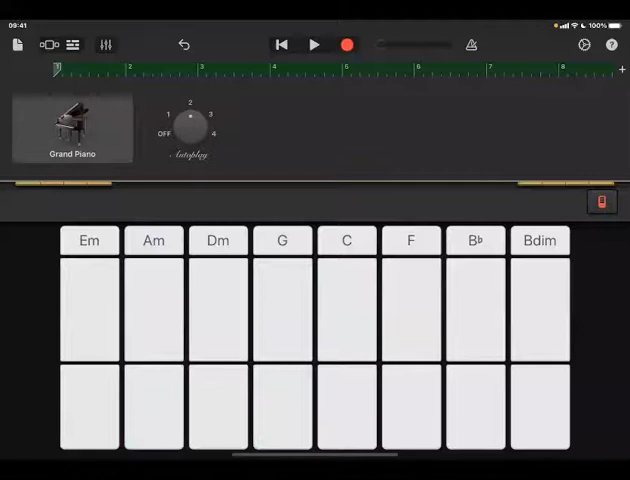 09:41
100%
1 2 3 4 5 6 7 8 +
2
1 3
OFF 4
Autoplay
Grand Piano
Em Am Dm G C F B♭ Bdim